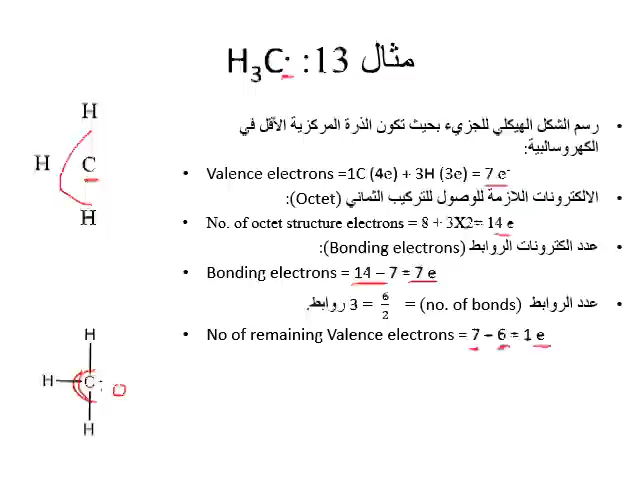 مثال 13: H₃C·
رسم الشكل الهيكلي للجزيء بحيث تكون الذرة المركزية الأقل في
الكهروسالبية:
Valence electrons =1C (4e) + 3H (3e) = 7 e⁻
الالكترونات اللازمة للوصول للتركيب الثماني (Octet):
No. of octet structure electrons = 8 + 3X2= 14 e
عدد الكترونات الروابط (Bonding electrons):
Bonding electrons = 14 – 7 = 7 e
عدد الروابط (no. of bonds) = 6/2 = 3 روابط.
No of remaining Valence electrons = 7 – 6 = 1 e
H
H C
H
H
H C
H